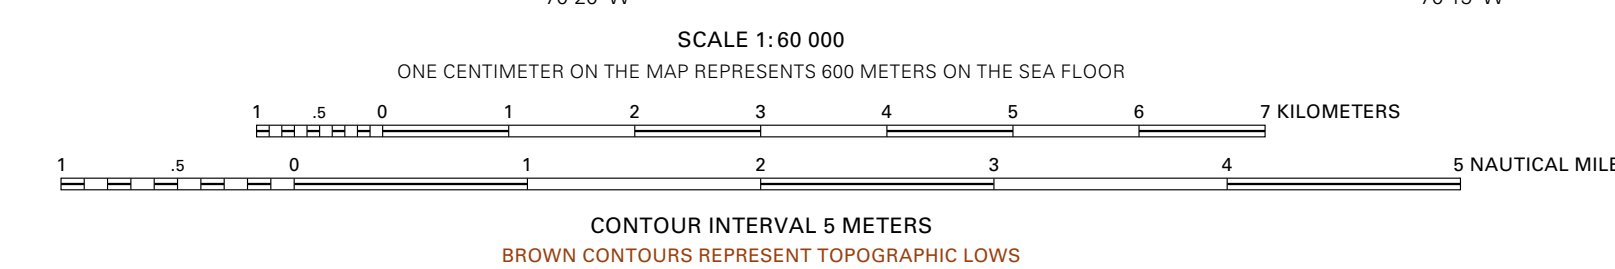 SCALE 1:60 000
ONE CENTIMETER ON THE MAP REPRESENTS 600 METERS ON THE SEA FLOOR
1 .5 0 1 2 3 4 5 6 7 KILOMETERS
1 .5 0 1 2 3 4 5 NAUTICAL MILE
CONTOUR INTERVAL 5 METERS
BROWN CONTOURS REPRESENT TOPOGRAPHIC LOWS